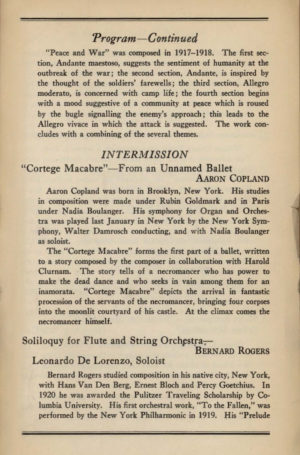 Program—Continued
"Peace and War" was composed in 1917-1918. The first sec-
tion, Andante maestoso, suggests the sentiment of humanity at the
outbreak of war; the second section, Andante, is inspired by
the thought of the soldiers' farewells; the third section, Allegro
moderato, is concerned with camp life; the fourth section begins
with a mood suggestive of a community at peace which is roused
by the bugle signalling the enemy's approach; this leads to the
Allegro vivace in which the attack is suggested. The work con-
cludes with a combining of the several themes.
INTERMISSION
"Cortege Macabre"—From an Unnamed Ballet
AARON COPLAND
Aaron Copland was born in Brooklyn, New York. His studies
in composition were made under Rubin Goldmark and in Paris
under Nadia Boulanger. His symphony for Organ and Orches-
tra was played last January in New York by the New York Sym-
phony, Walter Damrosch conducting, and with Nadia Boulanger
as soloist.
The "Cortege Macabre" forms the first part of a ballet, written
to a story composed by the composer in collaboration with Harold
Clurnam. The story tells of a necromancer who has power to
make the dead dance and who seeks in vain among them for an
inamorata. "Cortege Macabre" depicts the arrival in fantastic
procession of the servants of the necromancer, bringing four corpses
into the moonlit courtyard of his castle. At the climax comes the
necromancer himself.
Soliloquy for Flute and String Orchestra—
BERNARD ROGERS
Leonardo De Lorenzo, Soloist
Bernard Rogers studied composition in his native city, New York,
with Hans Van Den Berg, Ernest Bloch and Percy Goetchius. In
1920 he was awarded the Pulitzer Traveling Scholarship by Co-
lumbia University. His first orchestral work, "To the Fallen," was
performed by the New York Philharmonic in 1919. His "Prelude